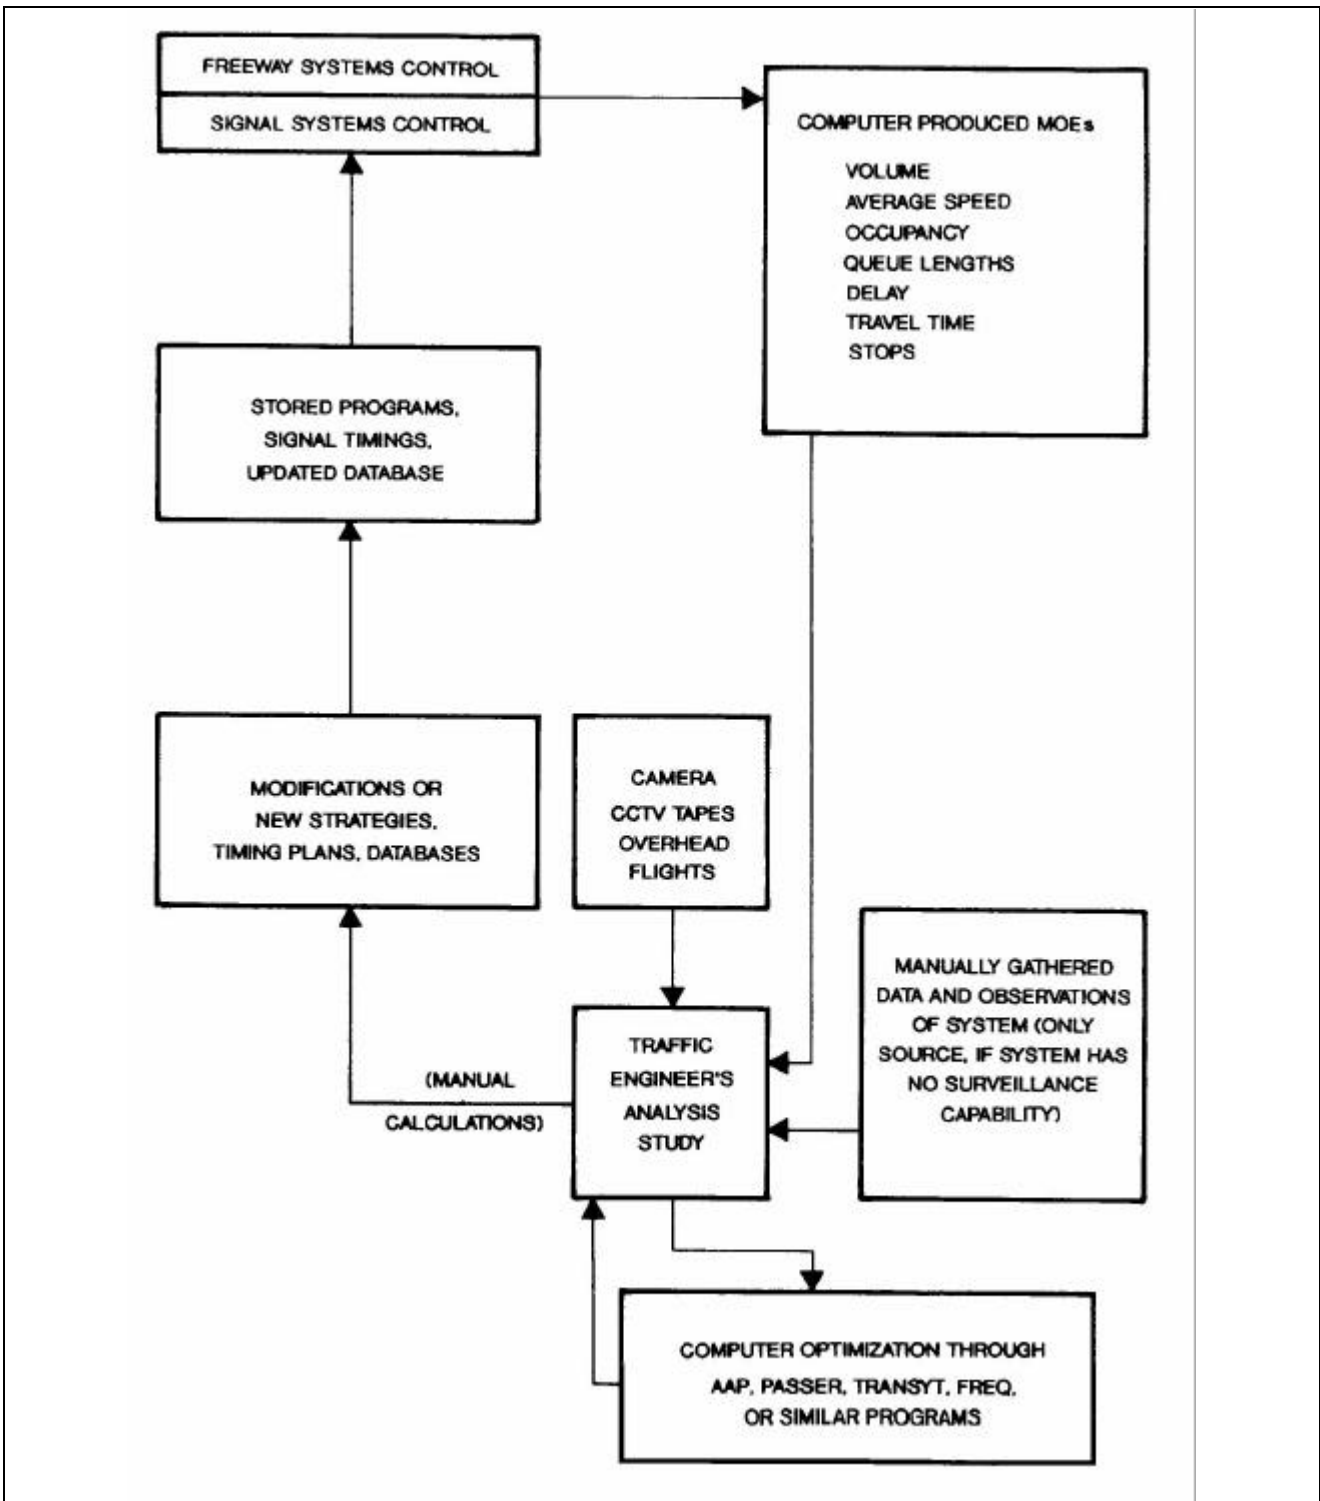 FREEWAY SYSTEMS CONTROL
SIGNAL SYSTEMS CONTROL
COMPUTER PRODUCED MOEs
VOLUME
AVERAGE SPEED
OCCUPANCY
QUEUE LENGTHS
DELAY
TRAVEL TIME
STOPS
STORED PROGRAMS,
SIGNAL TIMINGS,
UPDATED DATABASE
MODIFICATIONS OR
NEW STRATEGIES,
TIMING PLANS, DATABASES
CAMERA
CCTV TAPES
OVERHEAD
FLIGHTS
MANUALLY GATHERED
DATA AND OBSERVATIONS
OF SYSTEM (ONLY
SOURCE, IF SYSTEM HAS
NO SURVEILLANCE
CAPABILITY)
TRAFFIC
ENGINEER'S
ANALYSIS
STUDY
(MANUAL
CALCULATIONS)
COMPUTER OPTIMIZATION THROUGH
AAP, PASSER, TRANSYT, FREQ,
OR SIMILAR PROGRAMS